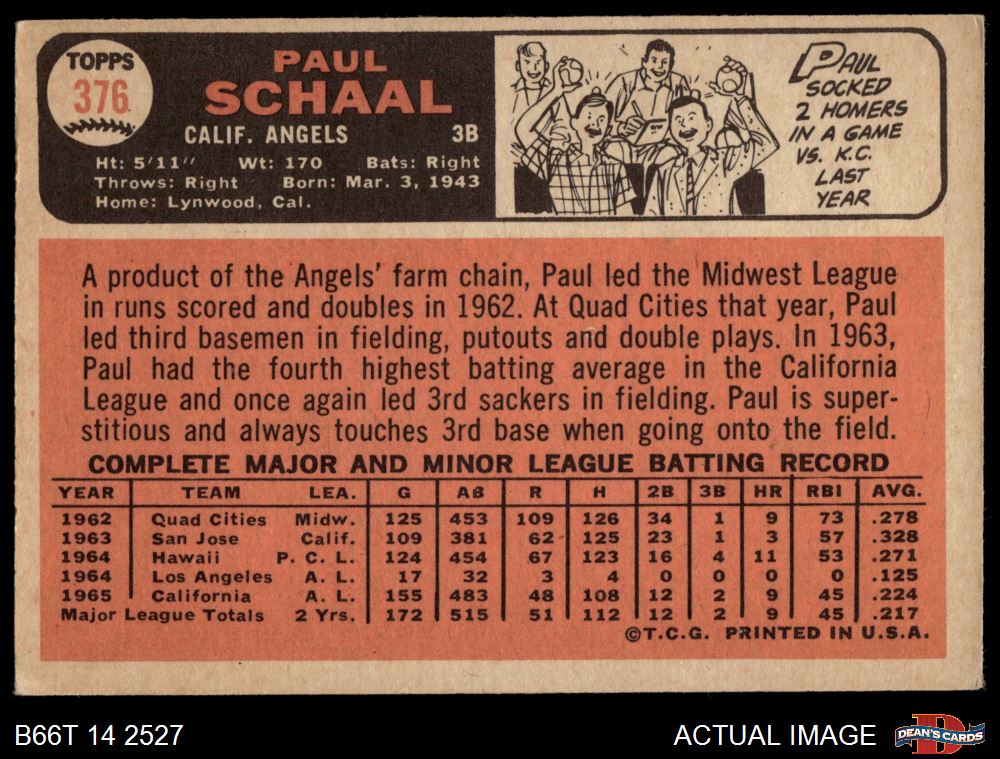 TOPPS
376
PAUL
SCHAAL
CALIF. ANGELS 3B
Ht: 5'11" Wt: 170 Bats: Right
Throws: Right Born: Mar. 3, 1943
Home: Lynwood, Cal.
PAUL
SOCKED
2 HOMERS
IN A GAME
VS. K.C.
LAST
YEAR
A product of the Angels' farm chain, Paul led the Midwest League
in runs scored and doubles in 1962. At Quad Cities that year, Paul
led third basemen in fielding, putouts and double plays. In 1963,
Paul had the fourth highest batting average in the California
League and once again led 3rd sackers in fielding. Paul is super-
stitious and always touches 3rd base when going onto the field.
COMPLETE MAJOR AND MINOR LEAGUE BATTING RECORD
YEAR TEAM LEA. G AB R H 2B 3B HR RBI AVG.
1962 Quad Cities Midw. 125 453 109 126 34 1 9 73 .278
1963 San Jose Calif. 109 381 62 125 23 1 3 57 .328
1964 Hawaii P. C. L. 124 454 67 123 16 4 11 53 .271
1964 Los Angeles A. L. 17 32 3 4 0 0 0 0 .125
1965 California A. L. 155 483 48 108 12 2 9 45 .224
Major League Totals 2 Yrs. 172 515 51 112 12 2 9 45 .217
©T.C.G. PRINTED IN U.S.A.
B66T 14 2527 ACTUAL IMAGE
D
DEAN'S CARDS